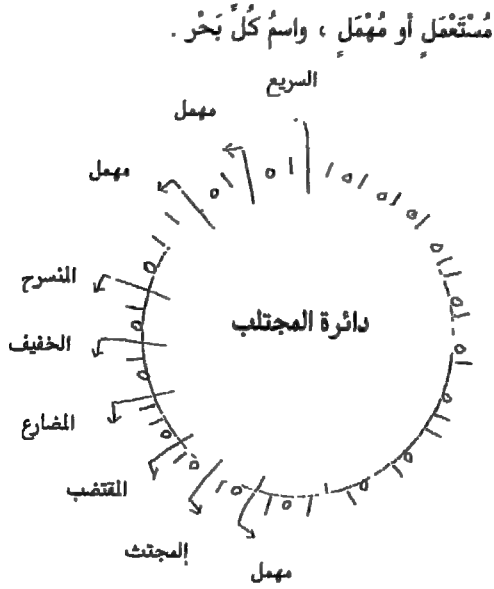 مُسْتَعْمَلٍ أو مُهْمَلٍ ، واسمُ كُلِّ بَحْر .
السريع
مهمل
مهمل
المنسرح
الخفيف
المضارع
المقتضب
المجتث
مهمل
دائرة المجتلب